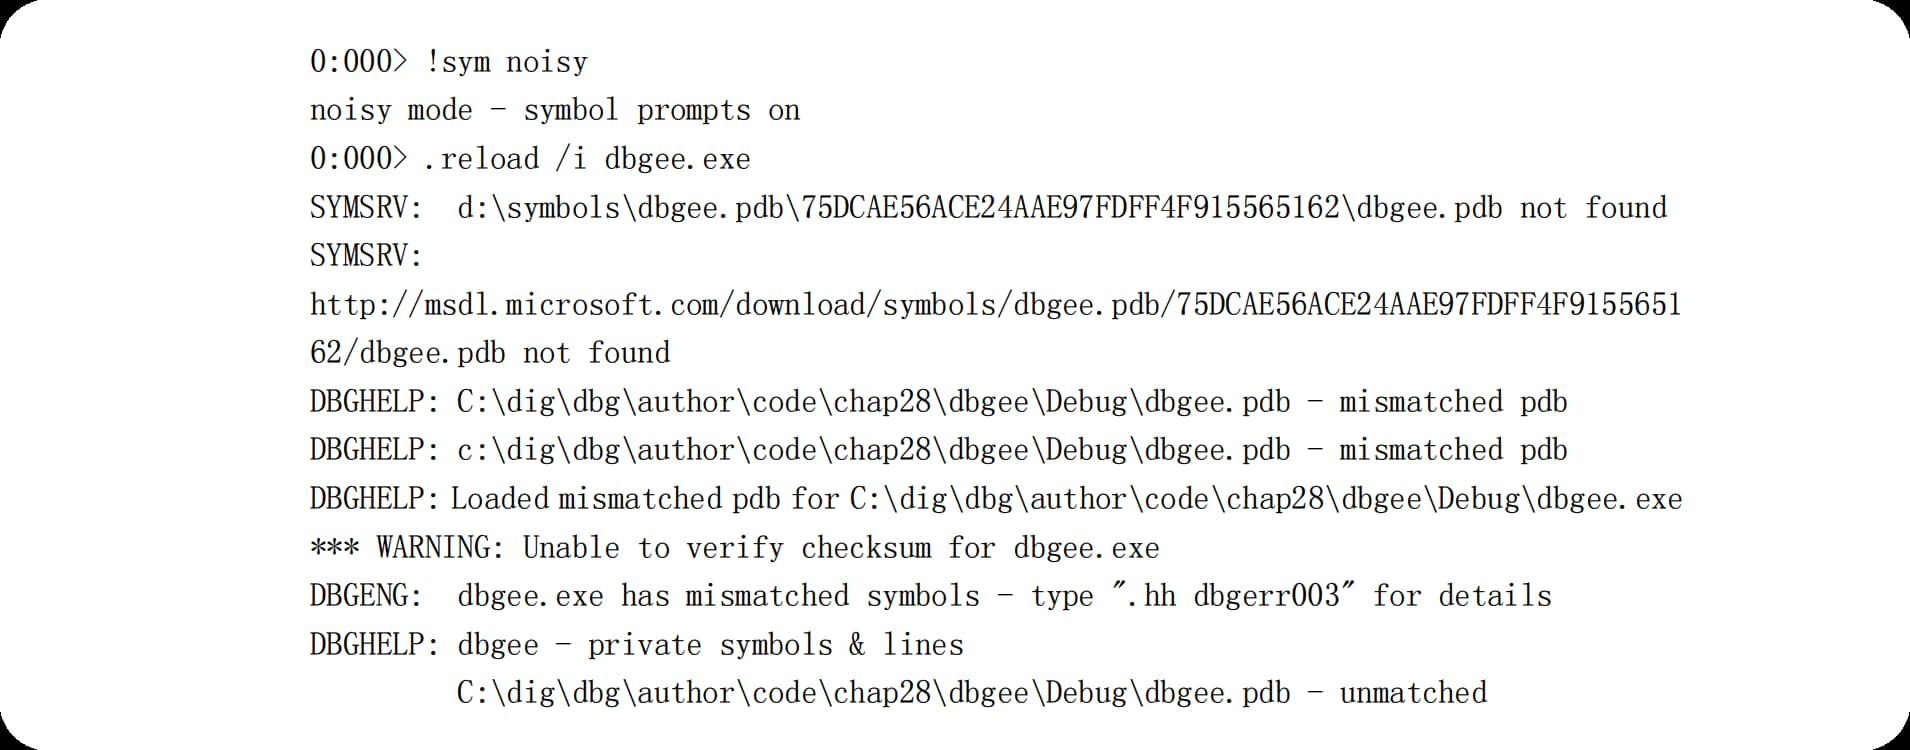 0:000> !sym noisy
noisy mode - symbol prompts on
0:000> .reload /i dbgee.exe
SYMSRV:  d:\symbols\dbgee.pdb\75DCAE56ACE24AAE97FDFF4F915565162\dbgee.pdb not found
SYMSRV:
http://msdl.microsoft.com/download/symbols/dbgee.pdb/75DCAE56ACE24AAE97FDFF4F9155651
62/dbgee.pdb not found
DBGHELP: C:\dig\dbg\author\code\chap28\dbgee\Debug\dbgee.pdb - mismatched pdb
DBGHELP: c:\dig\dbg\author\code\chap28\dbgee\Debug\dbgee.pdb - mismatched pdb
DBGHELP: Loaded mismatched pdb for C:\dig\dbg\author\code\chap28\dbgee\Debug\dbgee.exe
*** WARNING: Unable to verify checksum for dbgee.exe
DBGENG:  dbgee.exe has mismatched symbols - type ".hh dbgerr003" for details
DBGHELP: dbgee - private symbols & lines
         C:\dig\dbg\author\code\chap28\dbgee\Debug\dbgee.pdb - unmatched